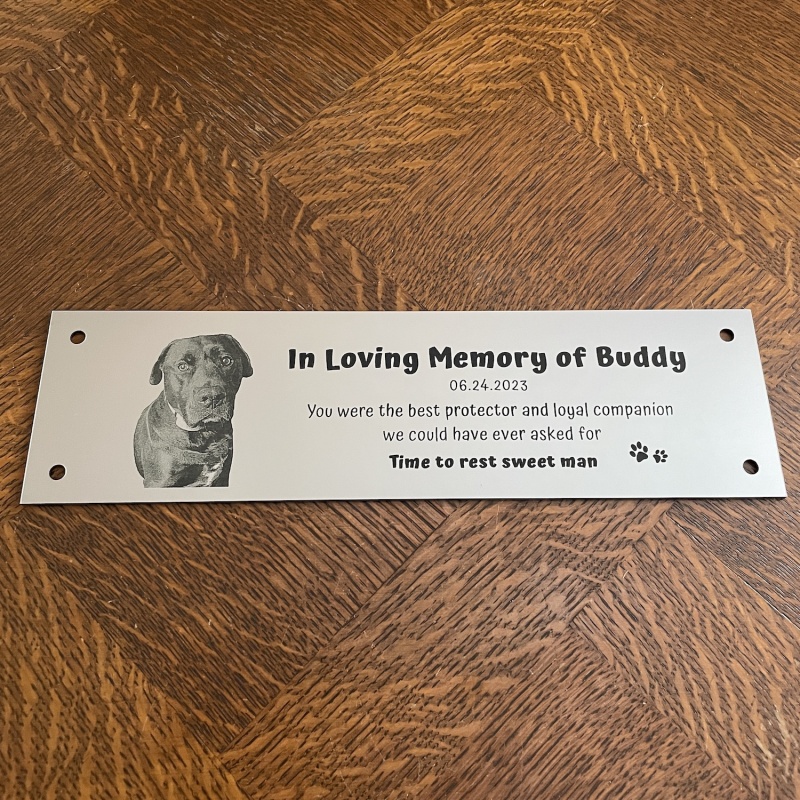 In Loving Memory of Buddy
06.24.2023
You were the best protector and loyal companion
we could have ever asked for
Time to rest sweet man